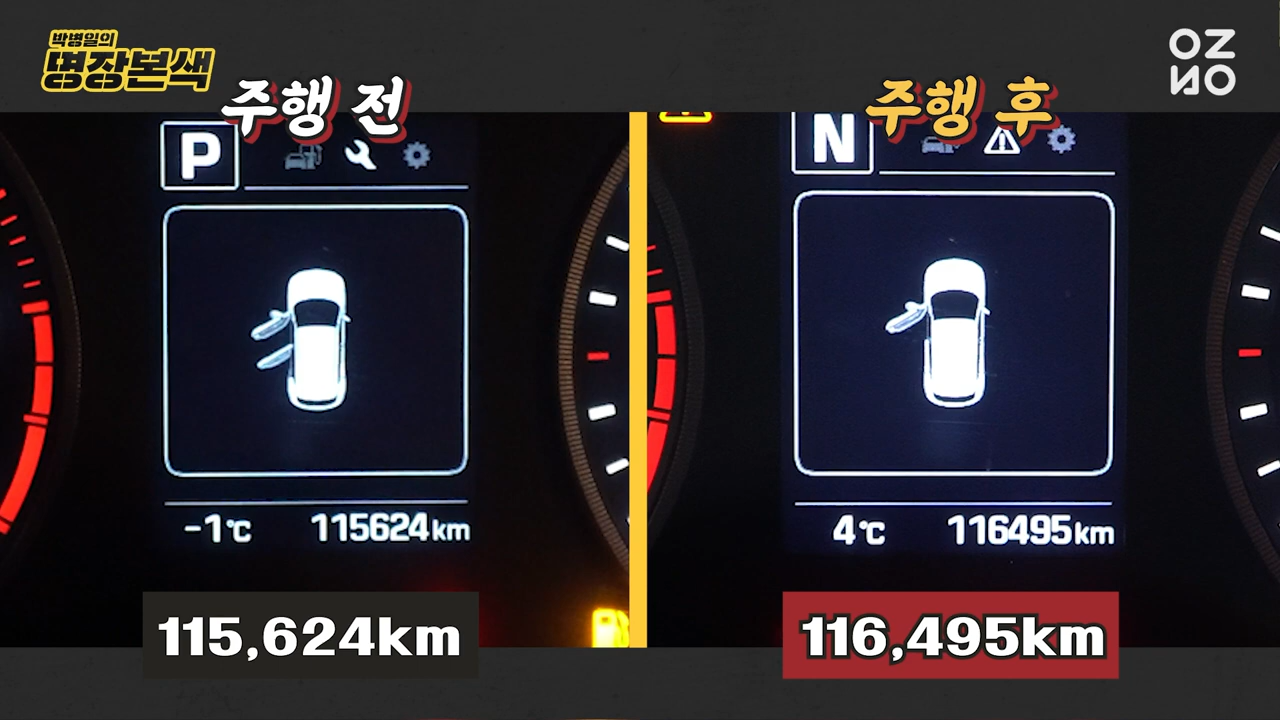 박병일의
명장본색
OZ
NO
주행 전
주행 후
P
N
-1℃ 115624km
4℃ 116495km
115,624km
116,495km